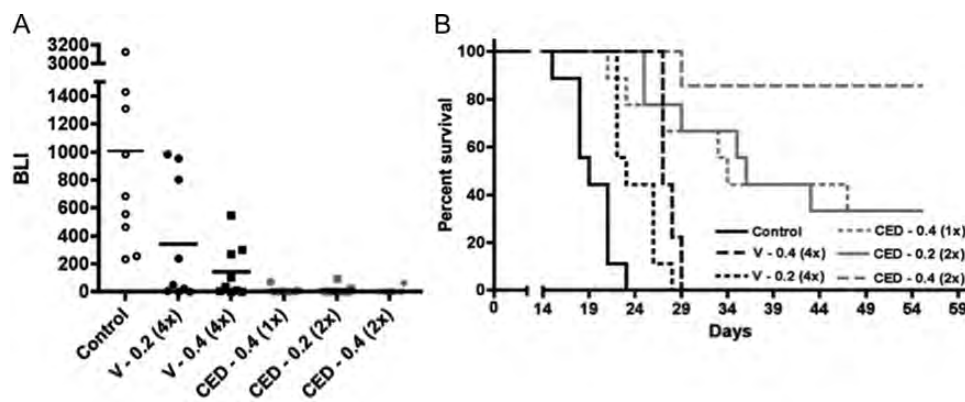 A
3200
3000
1400
1200
1000
800
600
400
200
0
BLI
Control
V - 0.2 (4x)
V - 0.4 (4x)
CED - 0.4 (1x)
CED - 0.2 (2x)
CED - 0.4 (2x)
B
100
80
60
40
20
0
Percent survival
Control
V - 0.4 (4x)
V - 0.2 (4x)
CED - 0.4 (1x)
CED - 0.2 (2x)
CED - 0.4 (2x)
0 14 19 24 29 34 39 44 49 54 59
Days